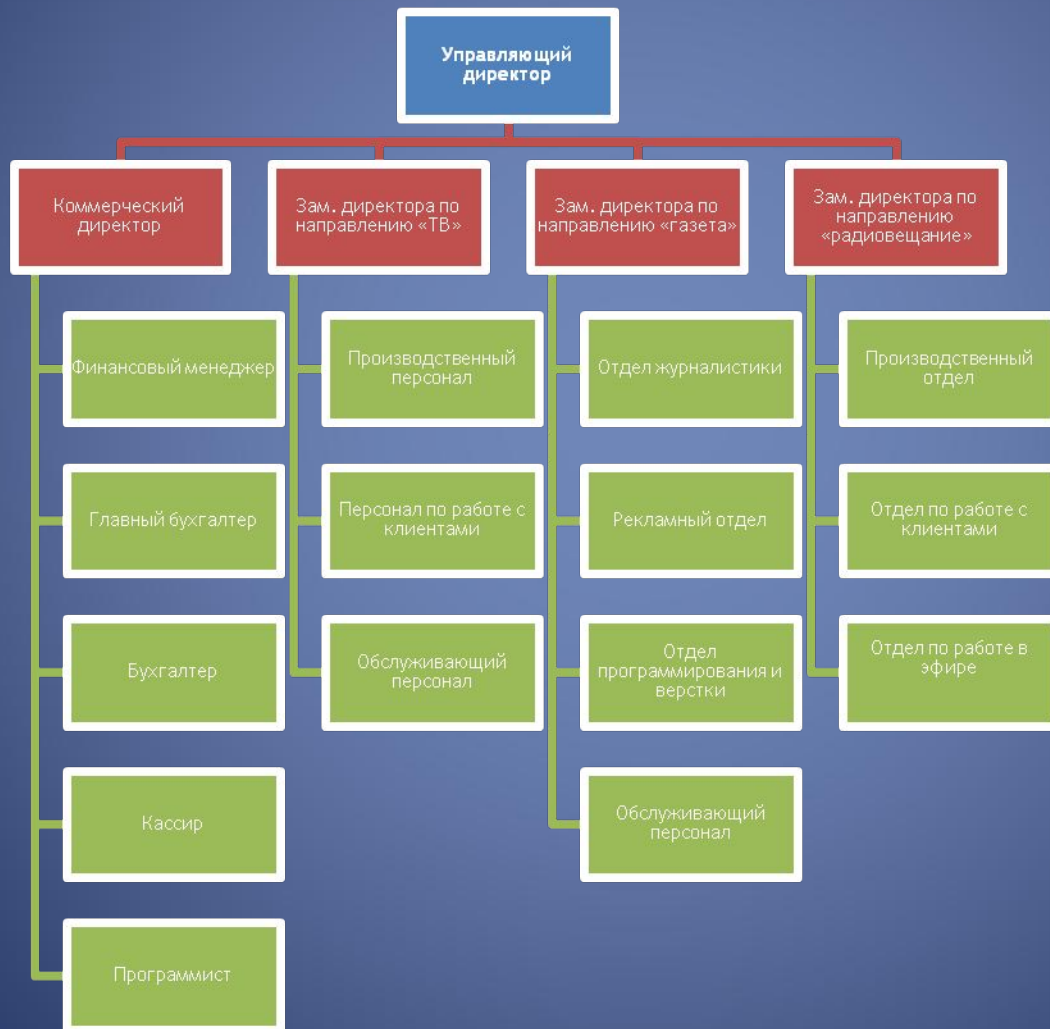 Управляющий
директор
Коммерческий
директор
Зам. директора по
направлению «ТВ»
Зам. директора по
направлению «газета»
Зам. директора по
направлению
«радиовещание»
Финансовый менеджер
Главный бухгалтер
Бухгалтер
Кассир
Программист
Производственный
персонал
Персонал по работе с
клиентами
Обслуживающий
персонал
Отдел журналистики
Рекламный отдел
Отдел
программирования и
верстки
Обслуживающий
персонал
Производственный
отдел
Отдел по работе с
клиентами
Отдел по работе в
эфире